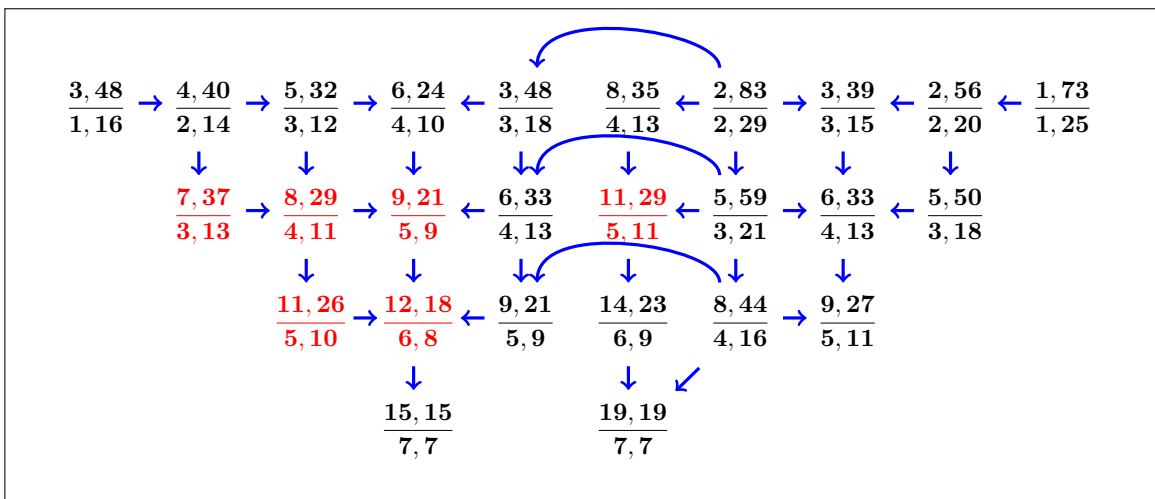 3, 48 4, 40 5, 32 6, 24 3, 48 8, 35 2, 83 3, 39 2, 56 1, 73
1, 16 2, 14 3, 12 4, 10 3, 18 4, 13 2, 29 3, 15 2, 20 1, 25
7, 37 8, 29 9, 21 6, 33 11, 29 5, 59 6, 33 5, 50
3, 13 4, 11 5, 9 4, 13 5, 11 3, 21 4, 13 3, 18
11, 26 12, 18 9, 21 14, 23 8, 44 9, 27
5, 10 6, 8 5, 9 6, 9 4, 16 5, 11
15, 15 19, 19
7, 7 7, 7